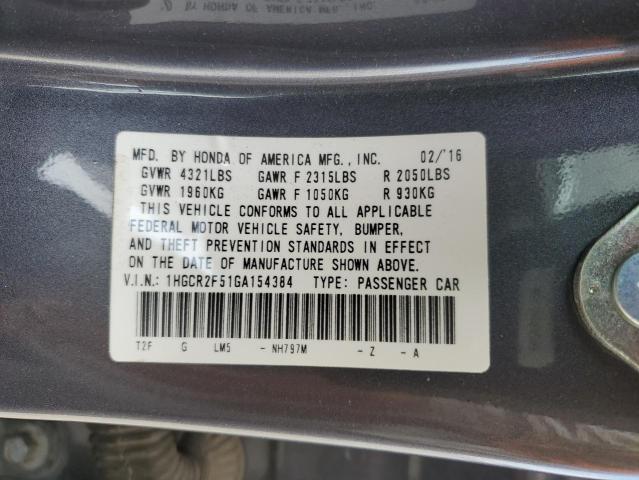 MFD. BY HONDA OF AMERICA MFG., INC. 02/'16
GVWR 4321LBS GAWR F 2315LBS R 2050LBS
GVWR 1960KG GAWR F 1050KG R 930KG
THIS VEHICLE CONFORMS TO ALL APPLICABLE
FEDERAL MOTOR VEHICLE SAFETY, BUMPER,
AND THEFT PREVENTION STANDARDS IN EFFECT
ON THE DATE OF MANUFACTURE SHOWN ABOVE.
V.I.N.: 1HGCR2F51GA154384 TYPE: PASSENGER CAR
T2F G LM5 - NH797M - Z - A